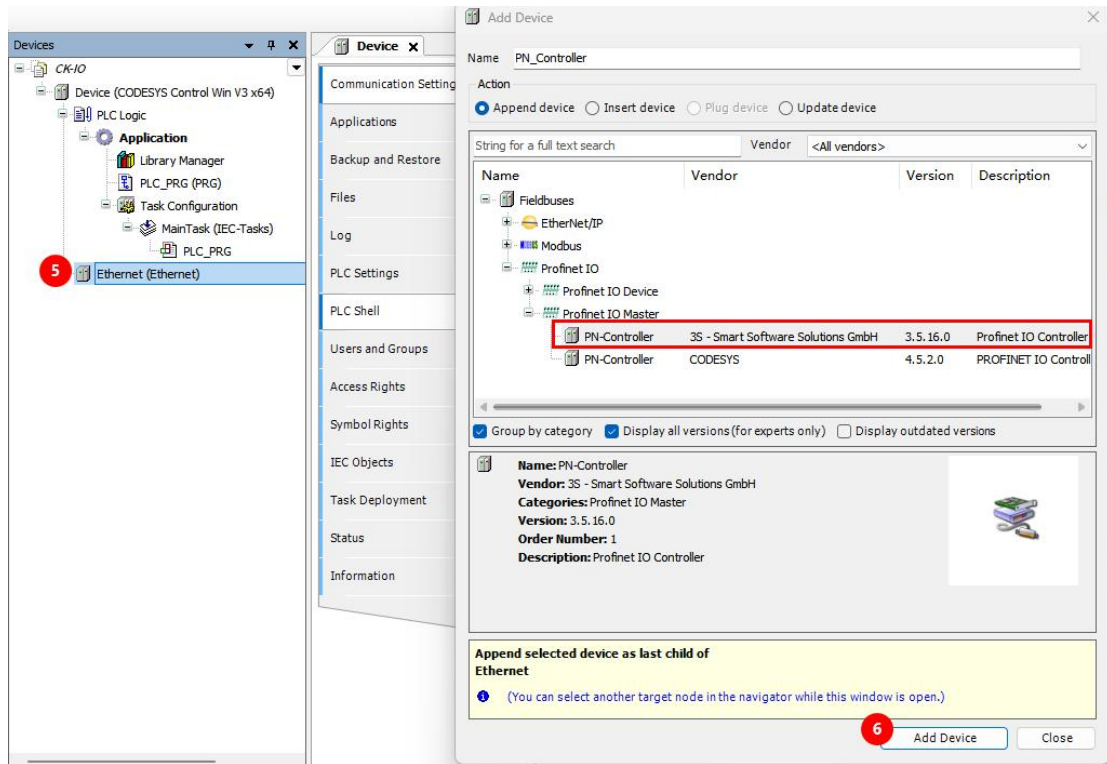 Devices
CK-IO
Device (CODESYS Control Win V3 x64)
PLC Logic
Application
Library Manager
PLC_PRG (PRG)
Task Configuration
MainTask (IEC-Tasks)
PLC_PRG
5
Ethernet (Ethernet)
Device
Communication Setting
Applications
Backup and Restore
Files
Log
PLC Settings
PLC Shell
Users and Groups
Access Rights
Symbol Rights
IEC Objects
Task Deployment
Status
Information
Add Device
Name PN_Controller
Action
Append device Insert device Plug device Update device
String for a full text search Vendor <All vendors>
Name Vendor Version Description
Fieldbuses
EtherNet/IP
Modbus
Profinet IO
Profinet IO Device
Profinet IO Master
PN-Controller 3S - Smart Software Solutions GmbH 3.5.16.0 Profinet IO Controller
PN-Controller CODESYS 4.5.2.0 PROFINET IO Controll
Group by category Display all versions (for experts only) Display outdated versions
Name: PN-Controller
Vendor: 3S - Smart Software Solutions GmbH
Categories: Profinet IO Master
Version: 3.5.16.0
Order Number: 1
Description: Profinet IO Controller
Append selected device as last child of
Ethernet
(You can select another target node in the navigator while this window is open.)
6
Add Device Close